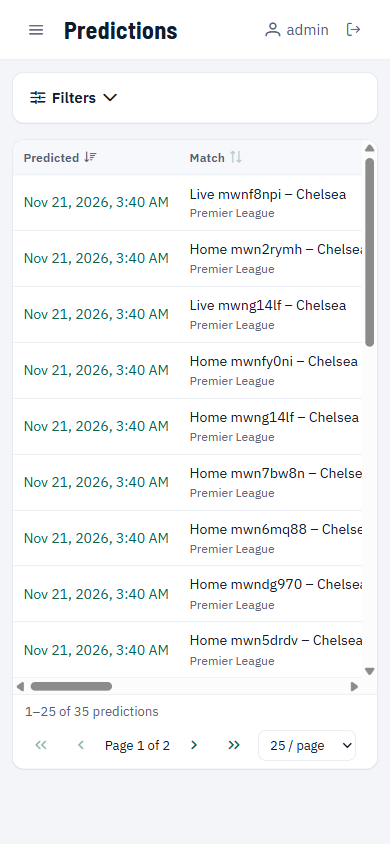 Predictions
admin
Filters
Predicted Match
Nov 21, 2026, 3:40 AM Live mwnf8npi – Chelsea
Premier League
Nov 21, 2026, 3:40 AM Home mwn2rymh – Chelsea
Premier League
Nov 21, 2026, 3:40 AM Live mwng14lf – Chelsea
Premier League
Nov 21, 2026, 3:40 AM Home mwnfy0ni – Chelsea
Premier League
Nov 21, 2026, 3:40 AM Home mwng14lf – Chelsea
Premier League
Nov 21, 2026, 3:40 AM Home mwn7bw8n – Chelse
Premier League
Nov 21, 2026, 3:40 AM Home mwn6mq88 – Chelse
Premier League
Nov 21, 2026, 3:40 AM Home mwndg970 – Chelsea
Premier League
Nov 21, 2026, 3:40 AM Home mwn5drdv – Chelsea
Premier League
1–25 of 35 predictions
Page 1 of 2
25 / page